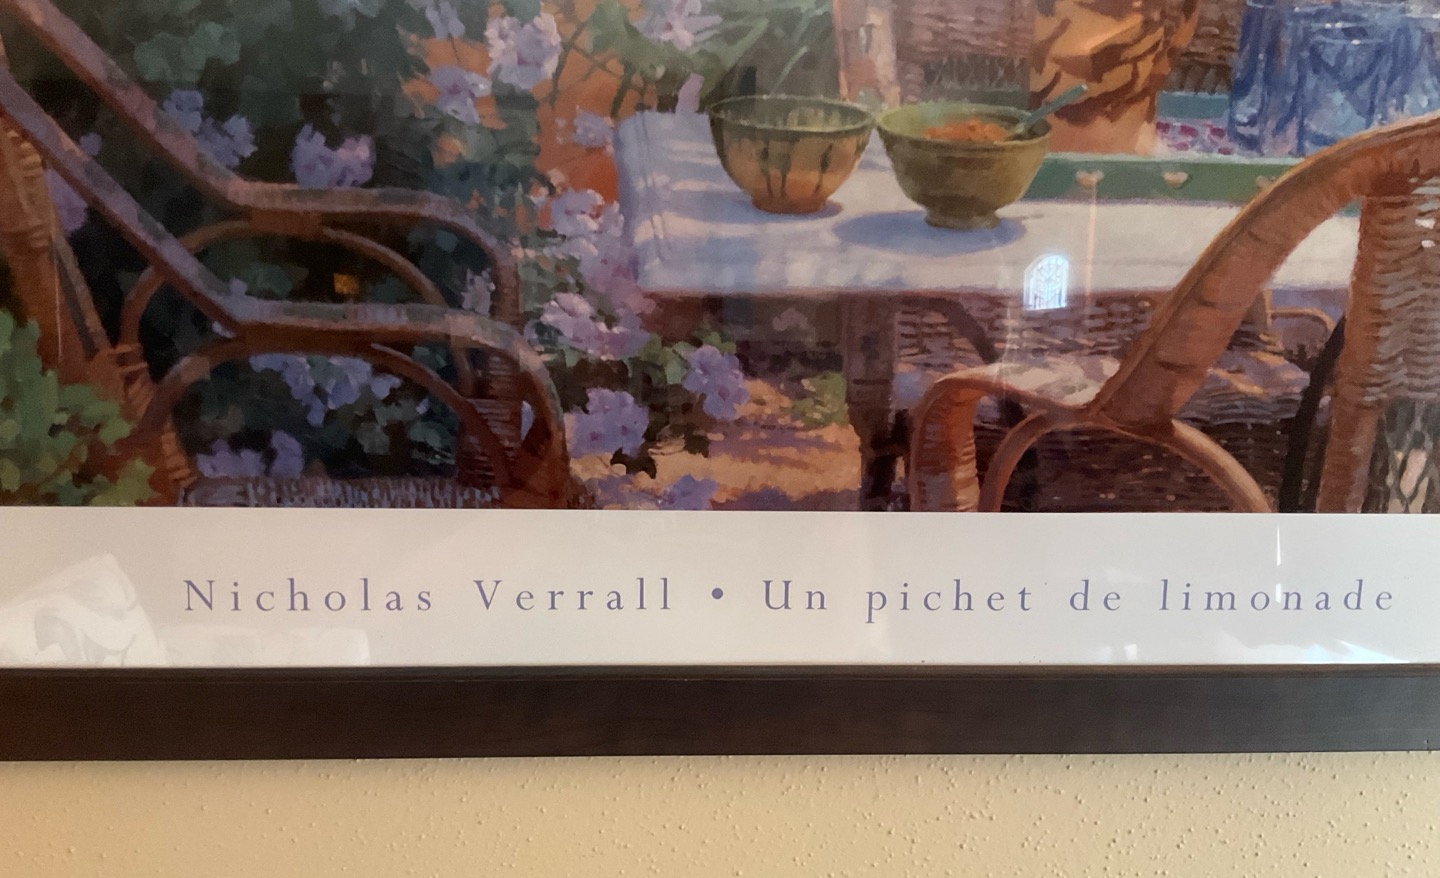 Nicholas Verrall • Un pichet de limonade